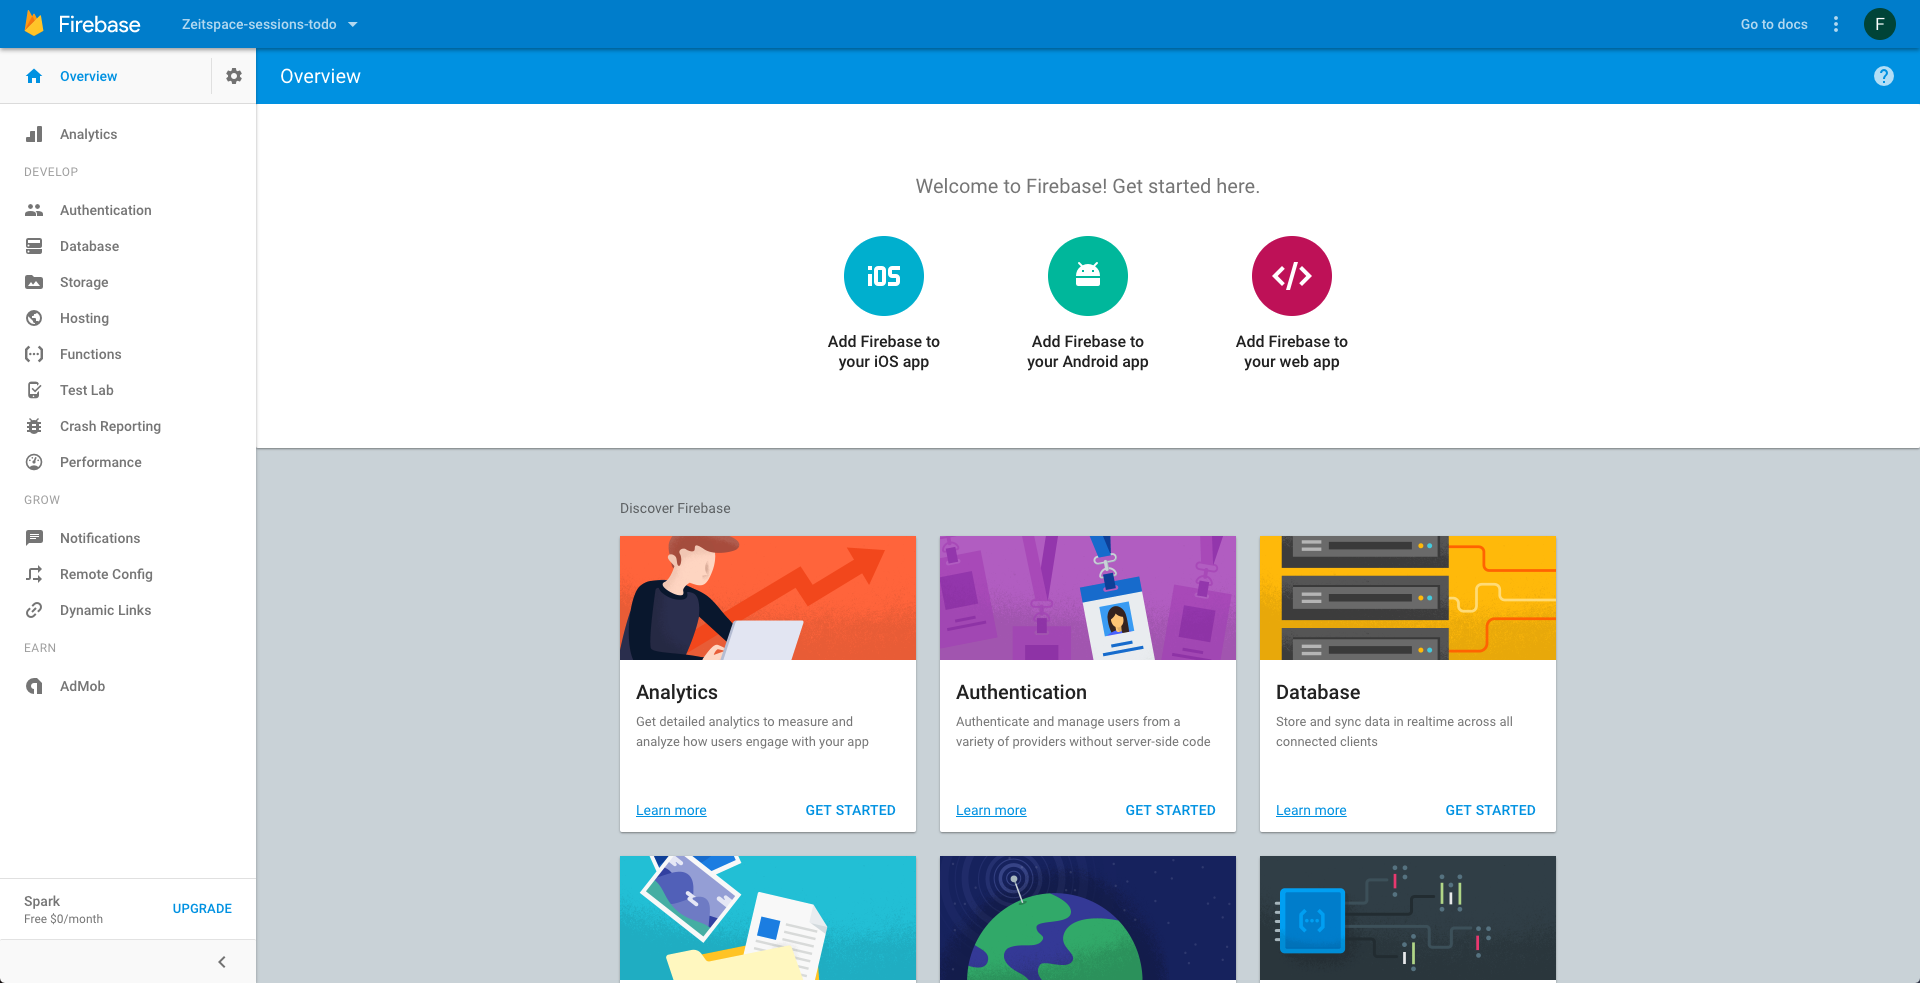 Firebase
Zeitspace-sessions-todo
Go to docs
F
Overview
Overview
?
Analytics
DEVELOP
Authentication
Database
Storage
Hosting
Functions
Test Lab
Crash Reporting
Performance
GROW
Notifications
Remote Config
Dynamic Links
EARN
AdMob
Spark
Free $0/month
UPGRADE
Welcome to Firebase! Get started here.
iOS
</>
Add Firebase to
your iOS app
Add Firebase to
your Android app
Add Firebase to
your web app
Discover Firebase
Analytics
Get detailed analytics to measure and
analyze how users engage with your app
Learn more
GET STARTED
Authentication
Authenticate and manage users from a
variety of providers without server-side code
Learn more
GET STARTED
Database
Store and sync data in realtime across all
connected clients
Learn more
GET STARTED